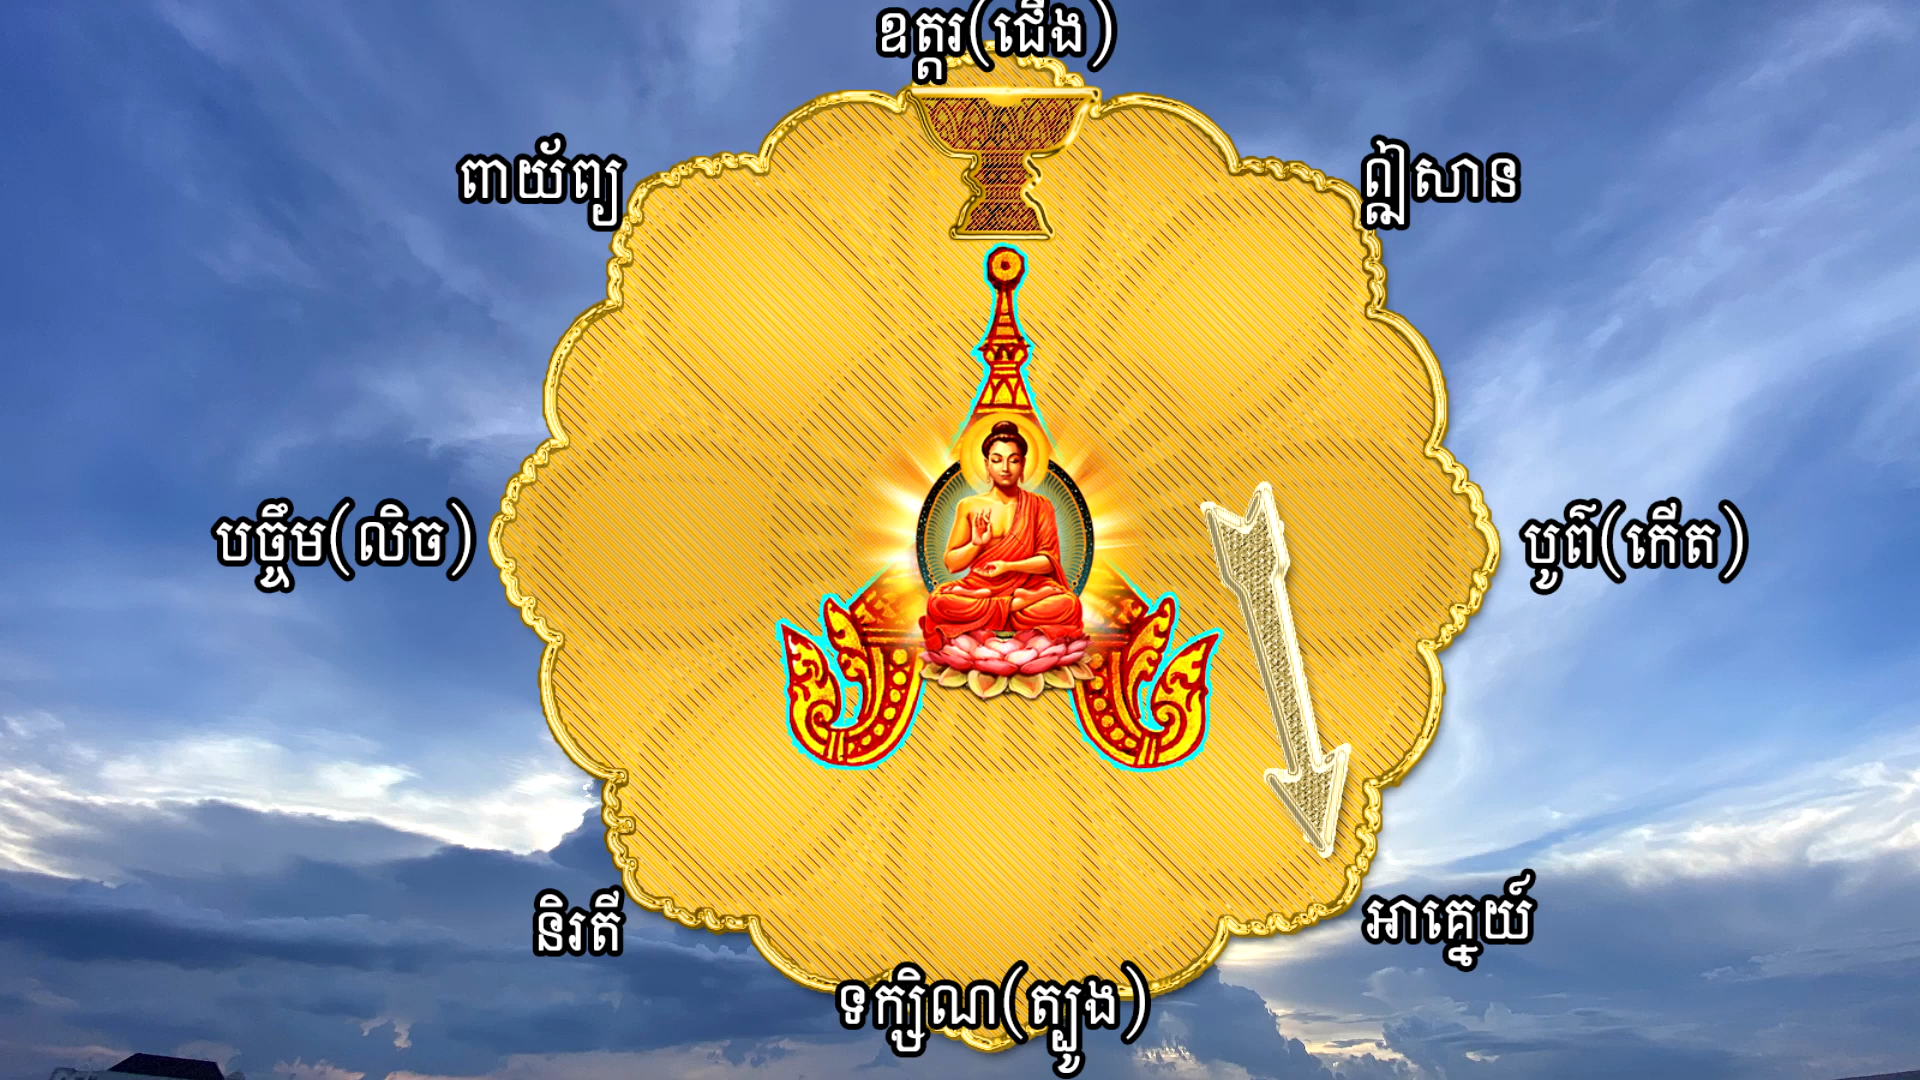 ឧត្តរ(ជើង)
ពាយ័ព្យ
ឦសាន
បច្ចឹម(លិច)
បូព៌(កើត)
និរតី
អាគ្នេយ៍
ទក្សិណ(ត្បូង)